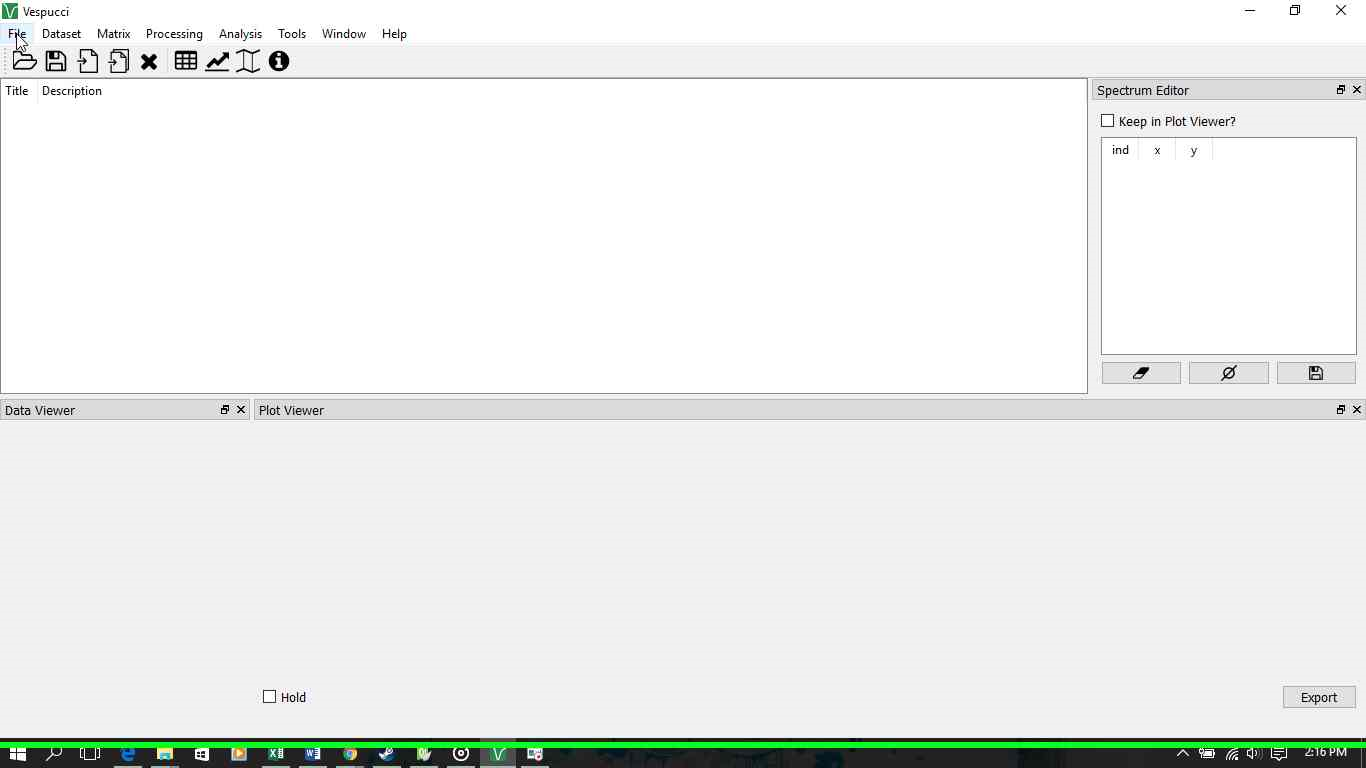 Vespucci
File Dataset Matrix Processing Analysis Tools Window Help
Title Description
Spectrum Editor
Keep in Plot Viewer?
ind x y
Data Viewer
Plot Viewer
Hold
Export
2:16 PM